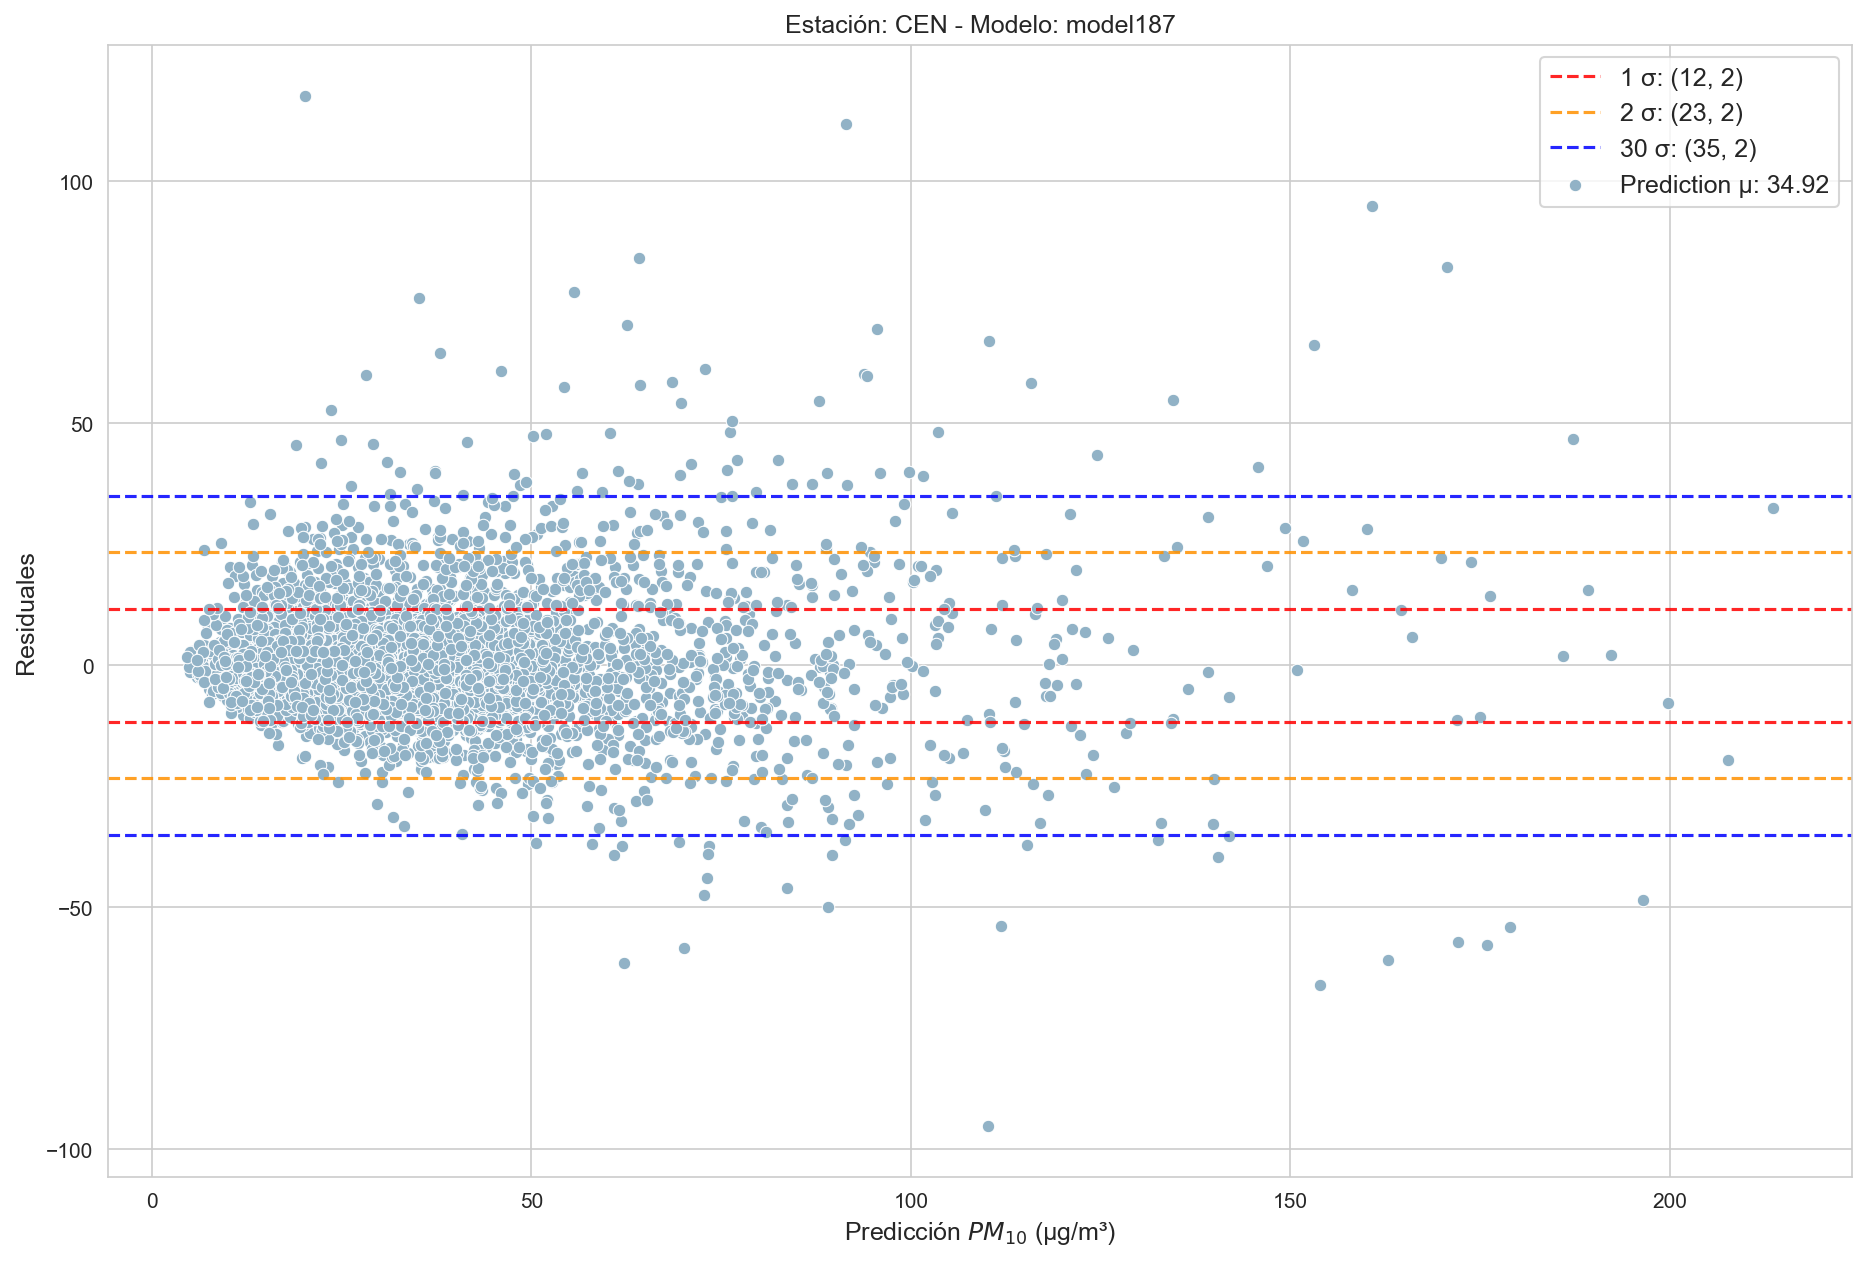 Estación: CEN - Modelo: model187
1 σ: (12, 2)
2 σ: (23, 2)
30 σ: (35, 2)
Prediction μ: 34.92
Residuales
100
50
0
−50
−100
0 50 100 150 200
Predicción PM₁₀ (μg/m³)